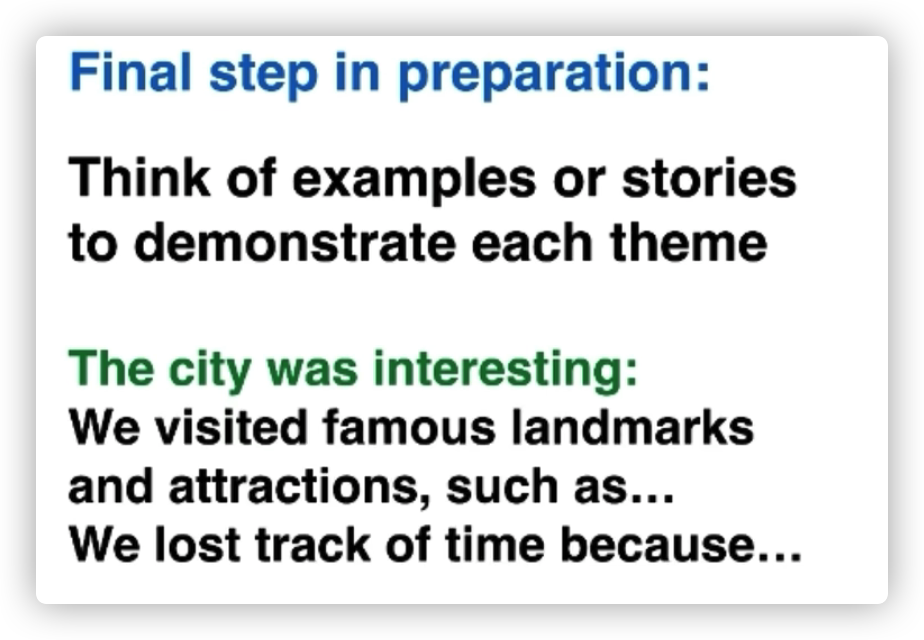 Final step in preparation:
Think of examples or stories
to demonstrate each theme
The city was interesting:
We visited famous landmarks
and attractions, such as...
We lost track of time because...